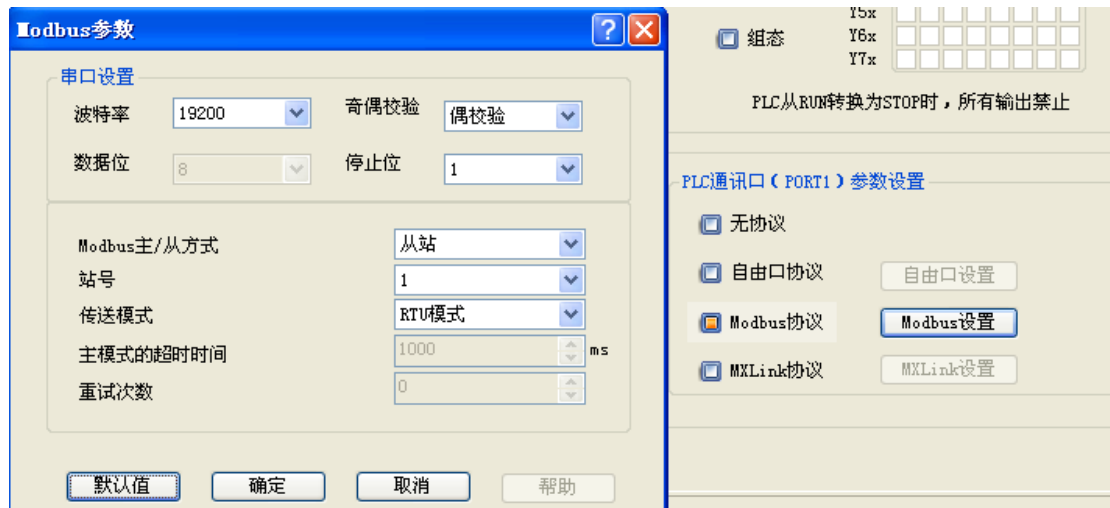 Modbus参数
串口设置
波特率 19200 奇偶校验 偶校验
数据位 8 停止位 1
Modbus主/从方式 从站
站号 1
传送模式 RTU模式
主模式的超时时间 1000 ms
重试次数 0
默认值 确定 取消 帮助
Y5x
组态 Y6x
Y7x
PLC从RUN转换为STOP时，所有输出禁止
PLC通讯口（PORT1）参数设置
无协议
自由口协议 自由口设置
Modbus协议 Modbus设置
MXLink协议 MXLink设置